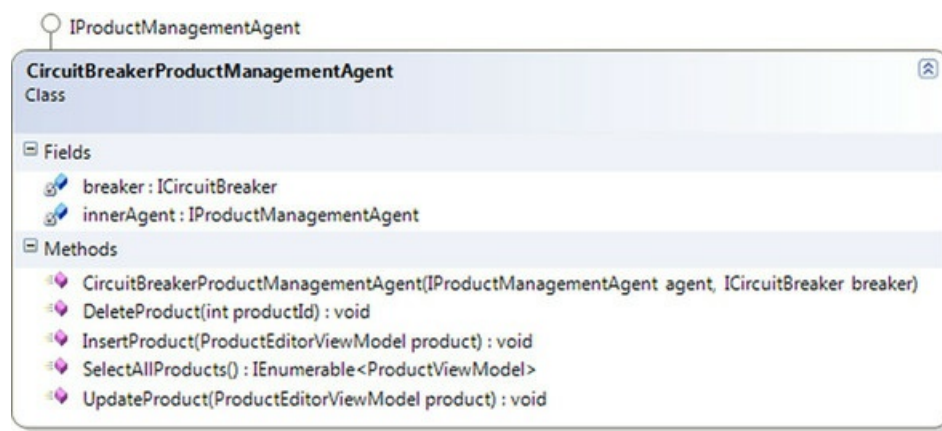 IProductManagementAgent
CircuitBreakerProductManagementAgent
Class
Fields
breaker : ICircuitBreaker
innerAgent : IProductManagementAgent
Methods
CircuitBreakerProductManagementAgent(IProductManagementAgent agent, ICircuitBreaker breaker)
DeleteProduct(int productId) : void
InsertProduct(ProductEditorViewModel product) : void
SelectAllProducts() : IEnumerable<ProductViewModel>
UpdateProduct(ProductEditorViewModel product) : void